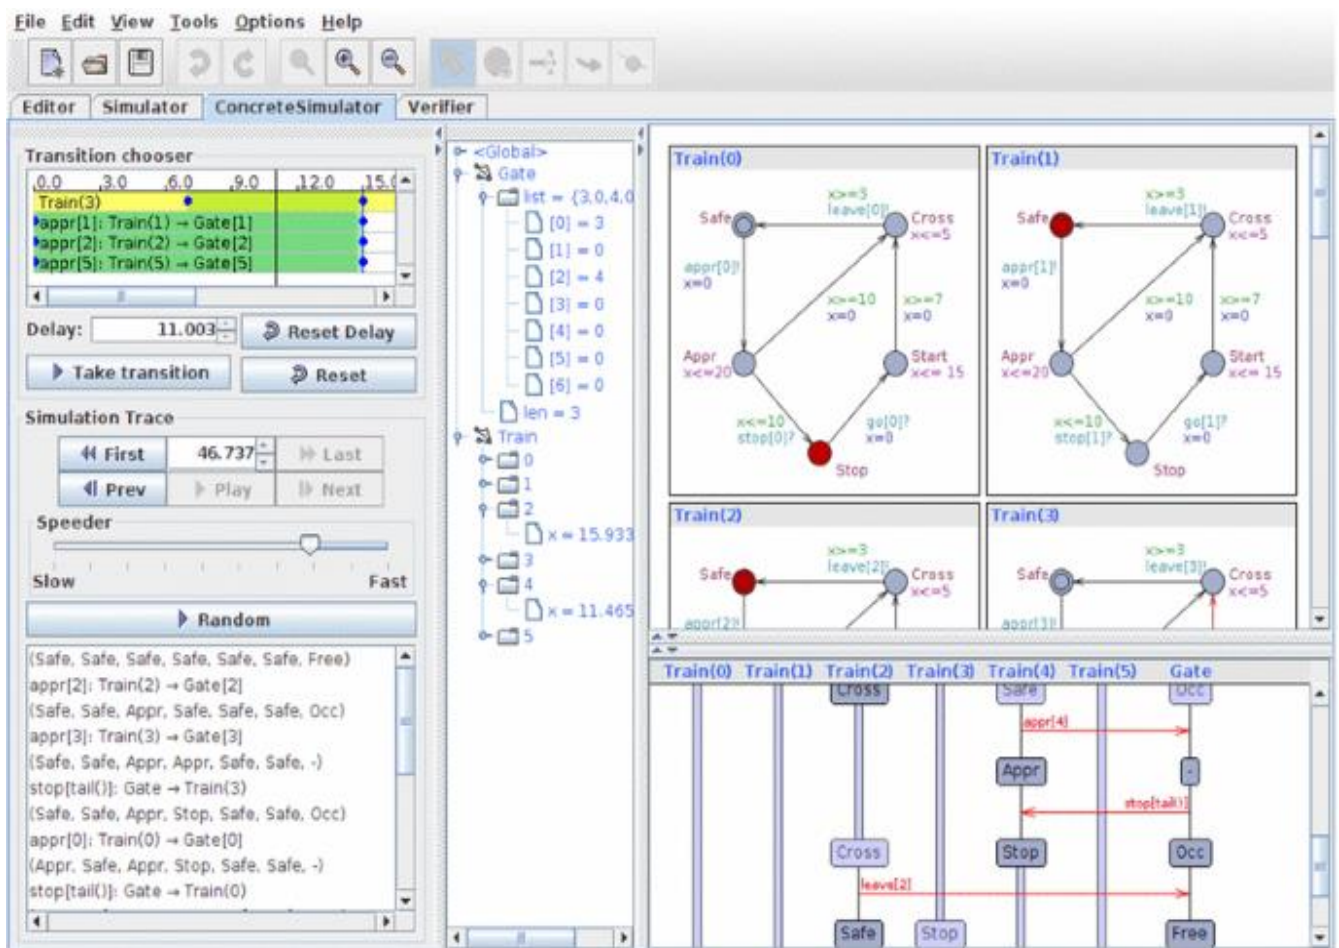 File Edit View Tools Options Help
Editor Simulator ConcreteSimulator Verifier
Transition chooser
0.0 3.0 6.0 9.0 12.0 15.
Train(3)
appr[1]: Train(1) → Gate[1]
appr[2]: Train(2) → Gate[2]
appr[5]: Train(5) → Gate[5]
Delay: 11.003 Reset Delay
Take transition Reset
Simulation Trace
First 46.737 Last
Prev Play Next
Speeder
Slow Fast
Random
(Safe, Safe, Safe, Safe, Safe, Safe, Free)
appr[2]: Train(2) → Gate[2]
(Safe, Safe, Appr, Safe, Safe, Safe, Occ)
appr[3]: Train(3) → Gate[3]
(Safe, Safe, Appr, Appr, Safe, Safe, -)
stop[tail()]: Gate → Train(3)
(Safe, Safe, Appr, Stop, Safe, Safe, Occ)
appr[0]: Train(0) → Gate[0]
(Appr, Safe, Appr, Stop, Safe, Safe, -)
stop[tail()]: Gate → Train(0)
<Global>
Gate
list = {3,0,4,0
[0] = 3
[1] = 0
[2] = 4
[3] = 0
[4] = 0
[5] = 0
[6] = 0
len = 3
Train
0
1
2
x = 15.933
3
4
x = 11.465
5
Train(0)
x>=3
leave[0]!
Safe
Cross
x<=5
appr[0]!
x=0
x>=10
x=0
x>=7
x=0
Appr
x<=20
Start
x<= 15
x<=10
stop[0]?
go[0]?
x=0
Stop
Train(1)
x>=3
leave[1]!
Safe
Cross
x<=5
appr[1]!
x=0
x>=10
x=0
x>=7
x=0
Appr
x<=20
Start
x<= 15
x<=10
stop[1]?
go[1]?
x=0
Stop
Train(2)
x>=3
leave[2]!
Safe
Cross
x<=5
appr[2]!
Train(3)
x>=3
leave[3]!
Safe
Cross
x<=5
appr[3]!
Train(0) Train(1) Train(2) Train(3) Train(4) Train(5) Gate
Cross Safe Occ
appr[4]
Appr -
stop[tail()]
Cross Stop Occ
leave[2]
Safe Stop Free